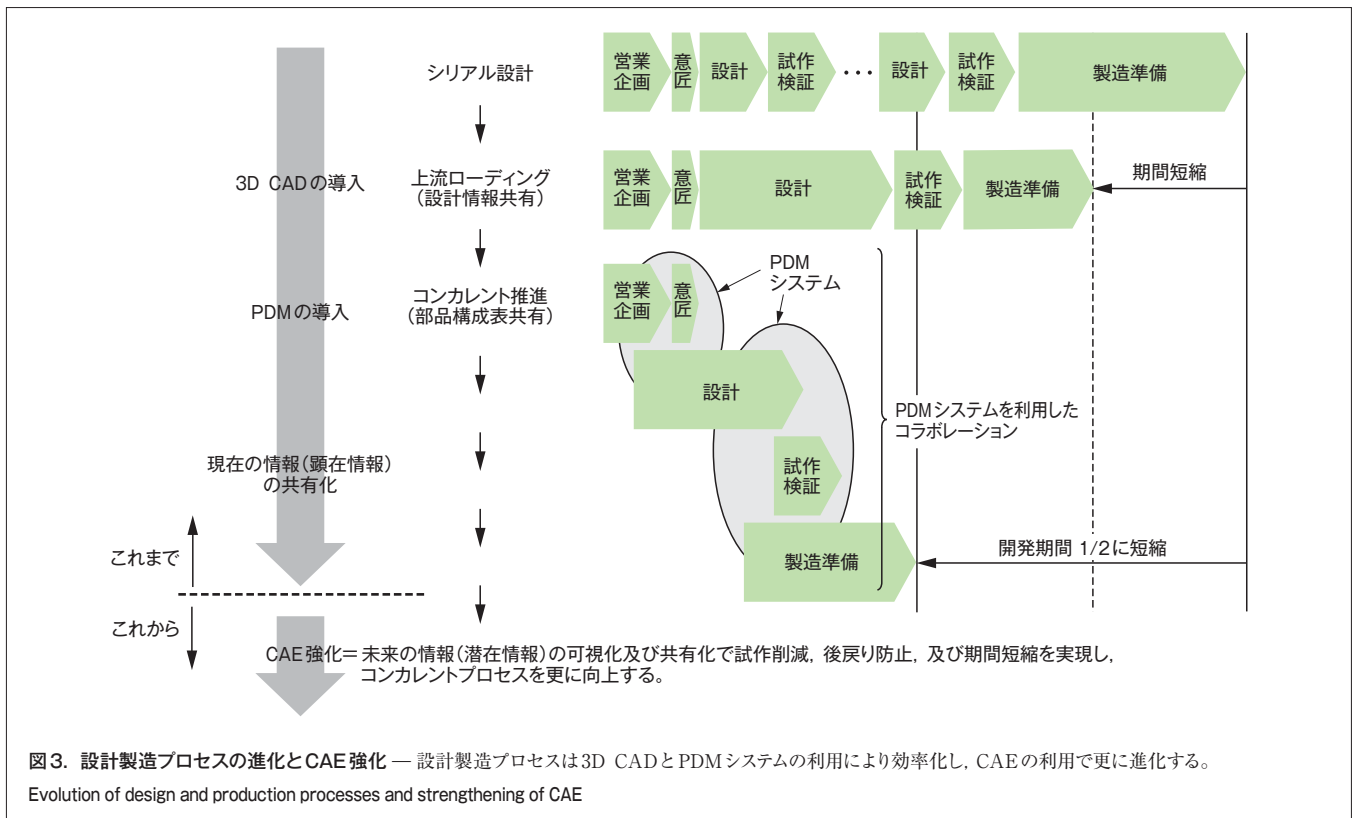 シリアル設計
営業
企画
意
匠
設計
試作
検証
・・・
設計
試作
検証
製造準備
3D CADの導入
上流ローディング
(設計情報共有)
営業
企画
意
匠
設計
試作
検証
製造準備
期間短縮
PDMの導入
コンカレント推進
(部品構成表共有)
営業
企画
意
匠
PDM
システム
設計
試作
検証
製造準備
PDMシステムを利用した
コラボレーション
現在の情報(顕在情報)
の共有化
開発期間 1/2に短縮
これまで
これから
CAE強化=未来の情報(潜在情報)の可視化及び共有化で試作削減,後戻り防止,及び期間短縮を実現し,
コンカレントプロセスを更に向上する。
図3. 設計製造プロセスの進化とCAE強化 — 設計製造プロセスは3D CADとPDMシステムの利用により効率化し,CAEの利用で更に進化する。
Evolution of design and production processes and strengthening of CAE